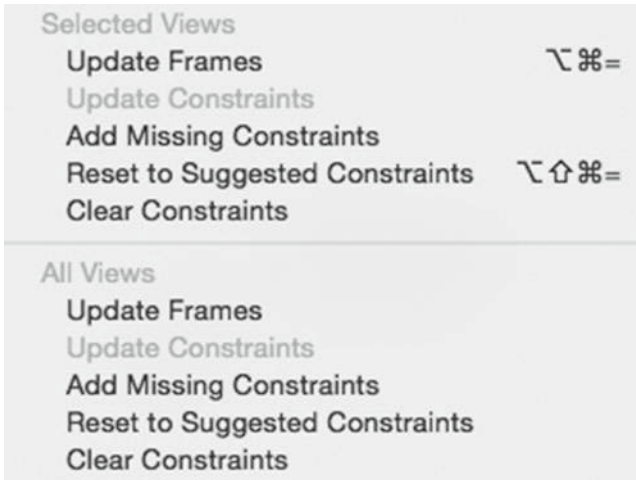 Selected Views
Update Frames ⌥⌘=
Update Constraints
Add Missing Constraints
Reset to Suggested Constraints ⌥⇧⌘=
Clear Constraints
All Views
Update Frames
Update Constraints
Add Missing Constraints
Reset to Suggested Constraints
Clear Constraints